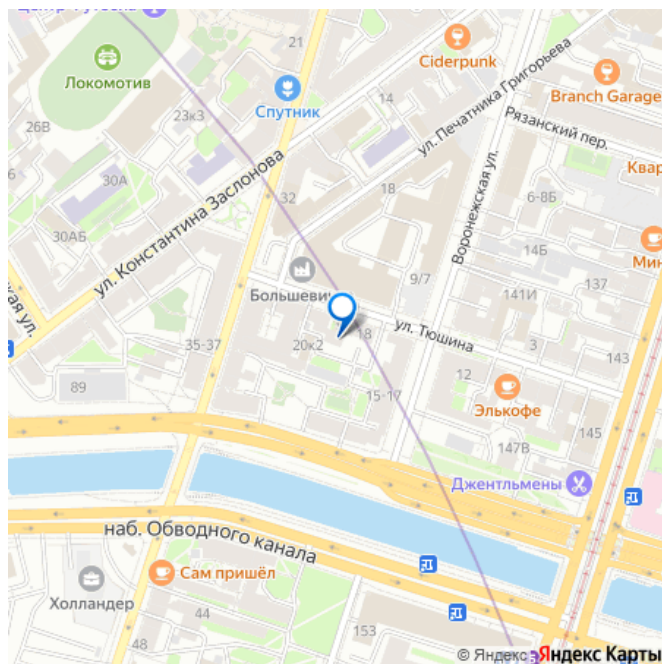 21
Локомотив
23к3
26В
Спутник
14
Ciderpunk
ул. Печатника Григорьева
Branch Garage
Рязанский пер.
Квар
30А
ул. Константина Заслонова
32
18
Воронежская ул.
6-8Б
30АБ
14Б
Мин
9/7
Большевич
141И
137
ул. Тюшина
35-37
20к2
18
3
143
89
15-17
12
Элькофе
145
147В
Джентльмены
наб. Обводного канала
Холландер
Сам пришёл
44
48
153
© Яндекс
Яндекс Карты